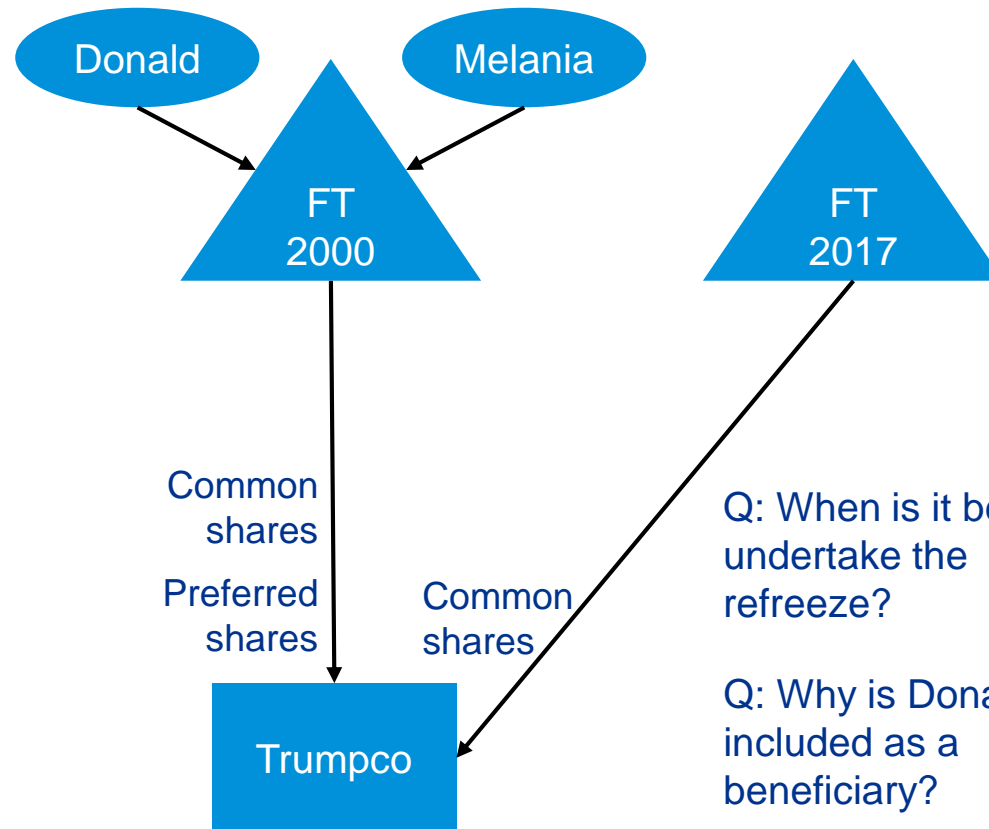 Donald
Melania
FT
2000
FT
2017
Common
shares
Preferred
shares
Common
shares
Q: When is it
undertake the
refreeze?
Q: Why is
included as a
beneficiary?
Trumpco